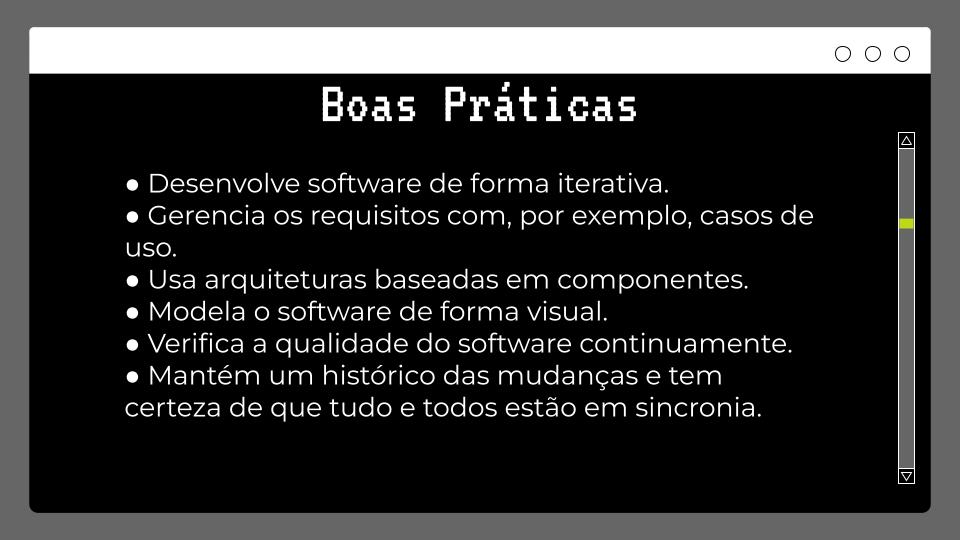 Boas Práticas
● Desenvolve software de forma iterativa.
● Gerencia os requisitos com, por exemplo, casos de
uso.
● Usa arquiteturas baseadas em componentes.
● Modela o software de forma visual.
● Verifica a qualidade do software continuamente.
● Mantém um histórico das mudanças e tem
certeza de que tudo e todos estão em sincronia.